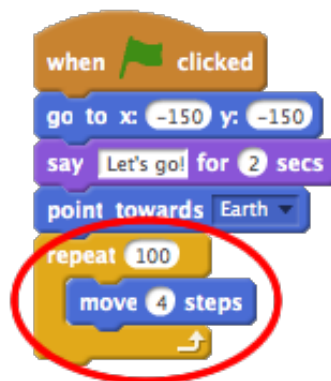 when clicked
go to x: -150 y: -150
say Let's go! for 2 secs
point towards Earth
repeat 100
move 4 steps